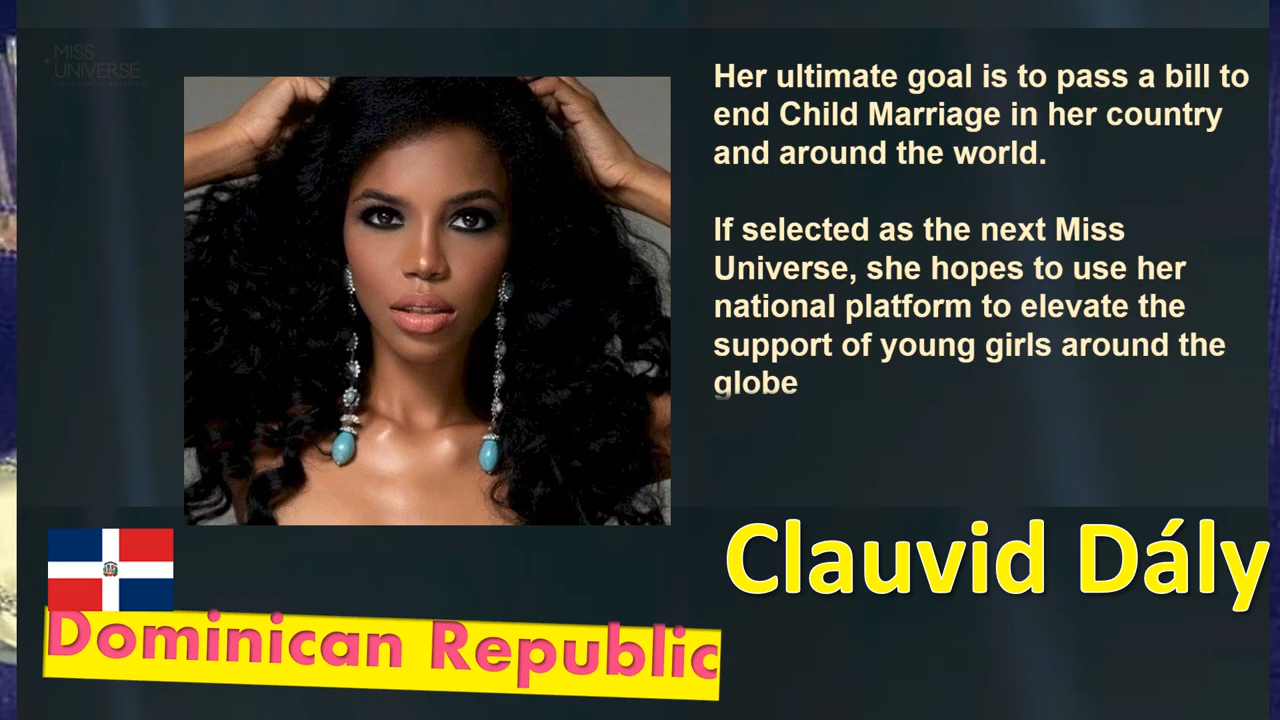 MISS
UNIVERSE
Her ultimate goal is to pass a bill to
end Child Marriage in her country
and around the world.
If selected as the next Miss
Universe, she hopes to use her
national platform to elevate the
support of young girls around the
globe
Clauvid Dály
Dominican Republic